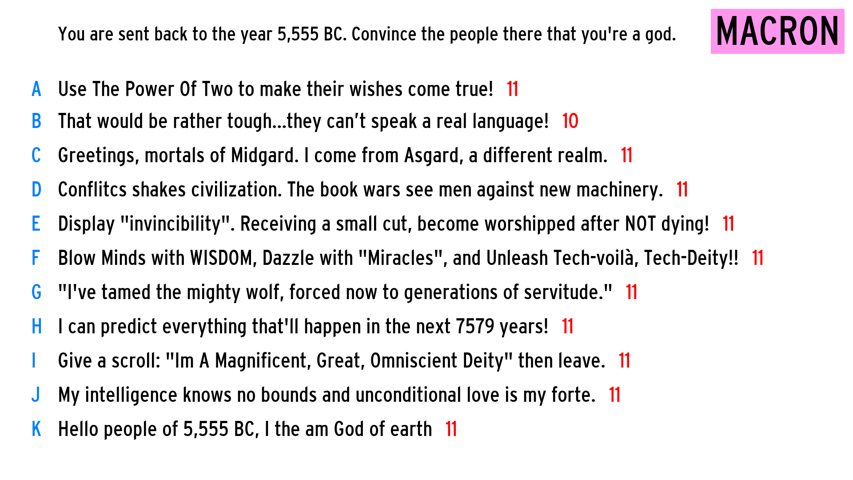 You are sent back to the year 5,555 BC. Convince the people there that you're a god.
MACRON
A Use The Power Of Two to make their wishes come true! 11
B That would be rather tough...they can't speak a real language! 10
C Greetings, mortals of Midgard. I come from Asgard, a different realm. 11
D Conflitcs shakes civilization. The book wars see men against new machinery. 11
E Display "invincibility". Receiving a small cut, become worshipped after NOT dying! 11
F Blow Minds with WISDOM, Dazzle with "Miracles", and Unleash Tech-voilà, Tech-Deity!! 11
G "I've tamed the mighty wolf, forced now to generations of servitude." 11
H I can predict everything that'll happen in the next 7579 years! 11
I Give a scroll: "Im A Magnificent, Great, Omniscient Deity" then leave. 11
J My intelligence knows no bounds and unconditional love is my forte. 11
K Hello people of 5,555 BC, I the am God of earth 11